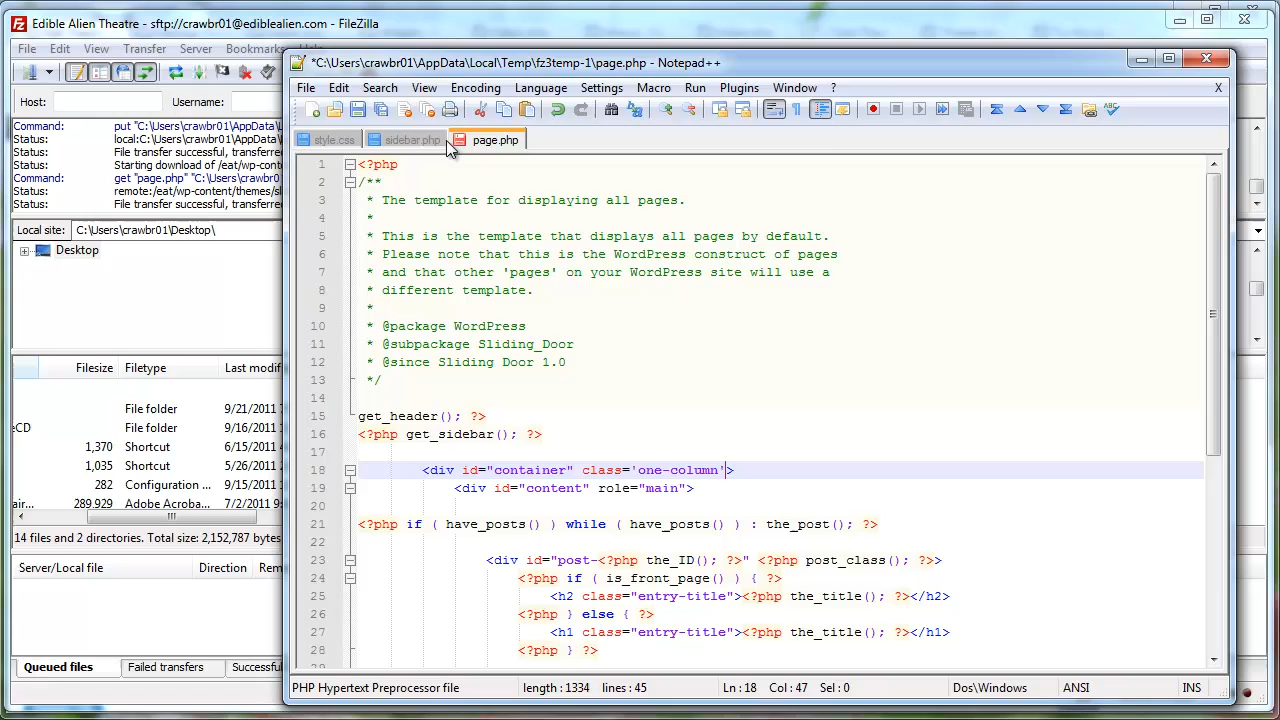 Edible Alien Theatre - sftp://crawbr01@ediblealien.com - FileZilla
File Edit View Transfer Server Bookmarks Help
Host: Username:
Command: put "C:\Users\crawbr01\AppData\L
Status: local:C:\Users\crawbr01\AppData\
Status: File transfer successful, transferred
Status: Starting download of /eat/wp-content
Command: get "page.php" "C:\Users\crawbr01
Status: remote:/eat/wp-content/themes/sl
Status: File transfer successful, transferred
Local site: C:\Users\crawbr01\Desktop\
Desktop
Filesize Filetype Last modif
File folder 9/21/2011
eCD File folder 9/16/2011
1,370 Shortcut 6/15/2011
1,035 Shortcut 5/26/2011
282 Configuration ... 9/16/2011
air... 289,929 Adobe Acroba... 7/2/2011
14 files and 2 directories. Total size: 2,152,787 bytes
Server/Local file Direction Rem
Queued files Failed transfers Successful
*C:\Users\crawbr01\AppData\Local\Temp\fz3temp-1\page.php - Notepad++
File Edit Search View Encoding Language Settings Macro Run Plugins Window ? X
style.css sidebar.php page.php
1 <?php
2 /**
3 * The template for displaying all pages.
4 *
5 * This is the template that displays all pages by default.
6 * Please note that this is the WordPress construct of pages
7 * and that other 'pages' on your WordPress site will use a
8 * different template.
9 *
10 * @package WordPress
11 * @subpackage Sliding_Door
12 * @since Sliding Door 1.0
13 */
14
15 get_header(); ?>
16 <?php get_sidebar(); ?>
17
18 <div id="container" class='one-column'>
19 <div id="content" role="main">
20
21 <?php if ( have_posts() ) while ( have_posts() ) : the_post(); ?>
22
23 <div id="post-<?php the_ID(); ?>" <?php post_class(); ?>>
24 <?php if ( is_front_page() ) { ?>
25 <h2 class="entry-title"><?php the_title(); ?></h2>
26 <?php } else { ?>
27 <h1 class="entry-title"><?php the_title(); ?></h1>
28 <?php } ?>
PHP Hypertext Preprocessor file length : 1334 lines : 45 Ln : 18 Col : 47 Sel : 0 Dos\Windows ANSI INS